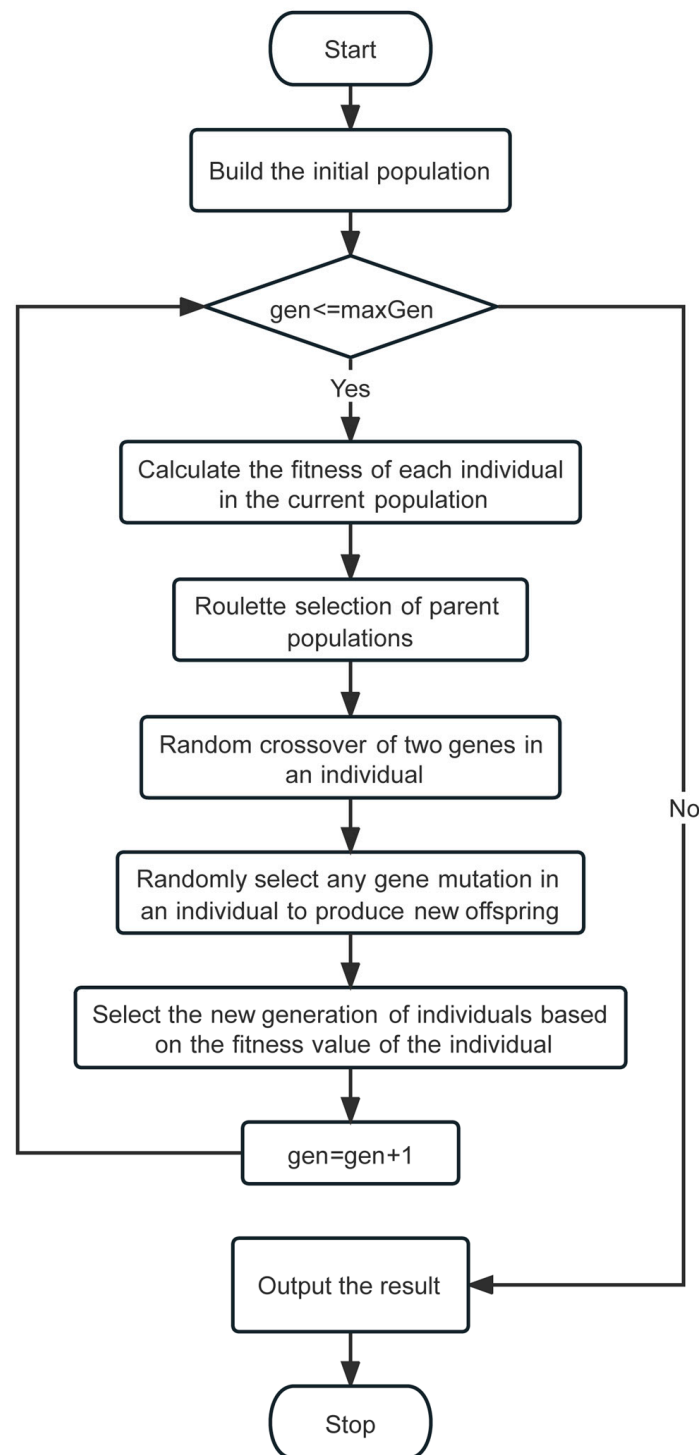 Start
Build the initial population
gen<=maxGen
Yes
Calculate the fitness of each individual
in the current population
Roulette selection of parent
populations
Random crossover of two genes in
an individual
No
Randomly select any gene mutation in
an individual to produce new offspring
Select the new generation of individuals based
on the fitness value of the individual
gen=gen+1
Output the result
Stop